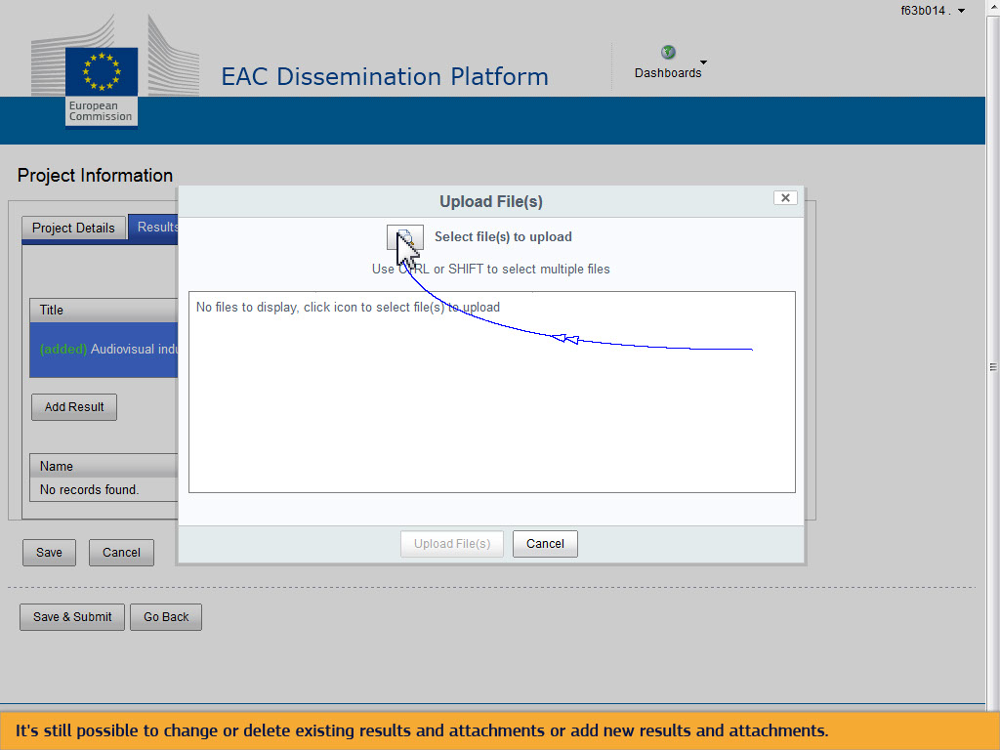 f63b014 .
EAC Dissemination Platform
Dashboards
European
Commission
Project Information
Upload File(s)
Project Details
Results
Select file(s) to upload
Use CTRL or SHIFT to select multiple files
Title
No files to display, click icon to select file(s) to upload
(added) Audiovisual indu
Add Result
Name
No records found.
Upload File(s)
Cancel
Save
Cancel
Save & Submit
Go Back
It's still possible to change or delete existing results and attachments or add new results and attachments.